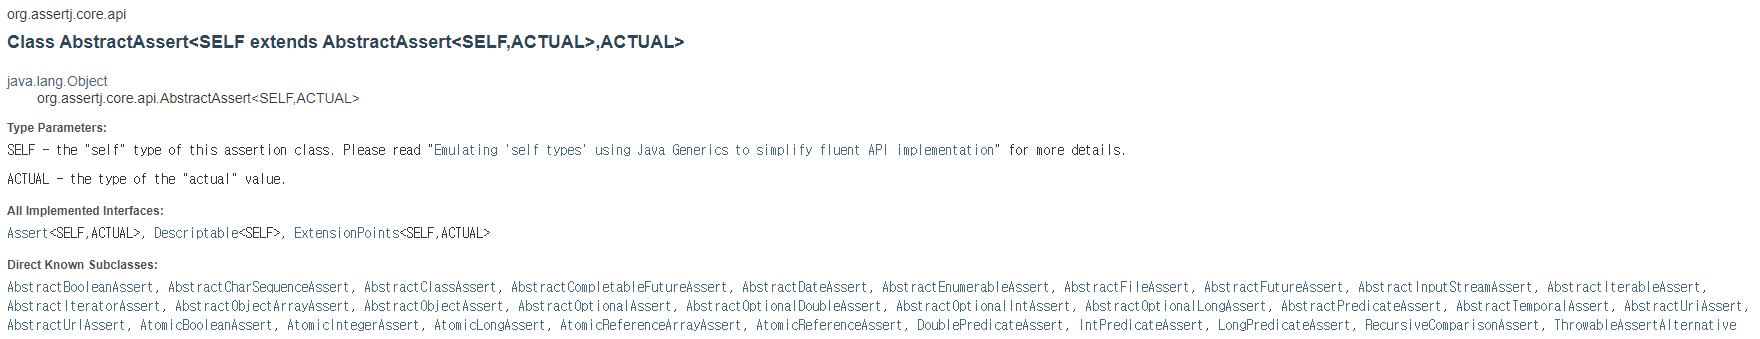 org.assertj.core.api
Class AbstractAssert<SELF extends AbstractAssert<SELF,ACTUAL>,ACTUAL>
java.lang.Object
org.assertj.core.api.AbstractAssert<SELF,ACTUAL>
Type Parameters:
SELF - the "self" type of this assertion class. Please read "Emulating 'self types' using Java Generics to simplify fluent API implementation" for more details.
ACTUAL - the type of the "actual" value.
All Implemented Interfaces:
Assert<SELF,ACTUAL>, Descriptable<SELF>, ExtensionPoints<SELF,ACTUAL>
Direct Known Subclasses:
AbstractBooleanAssert, AbstractCharSequenceAssert, AbstractClassAssert, AbstractCompletableFutureAssert, AbstractDateAssert, AbstractEnumerableAssert, AbstractFileAssert, AbstractFutureAssert, AbstractInputStreamAssert, AbstractIterableAssert,
AbstractIteratorAssert, AbstractObjectArrayAssert, AbstractObjectAssert, AbstractOptionalAssert, AbstractOptionalDoubleAssert, AbstractOptionalIntAssert, AbstractOptionalLongAssert, AbstractPredicateAssert, AbstractTemporalAssert, AbstractUriAssert,
AbstractUrlAssert, AtomicBooleanAssert, AtomicIntegerAssert, AtomicLongAssert, AtomicReferenceArrayAssert, AtomicReferenceAssert, DoublePredicateAssert, IntPredicateAssert, LongPredicateAssert, RecursiveComparisonAssert, ThrowableAssertAlternative